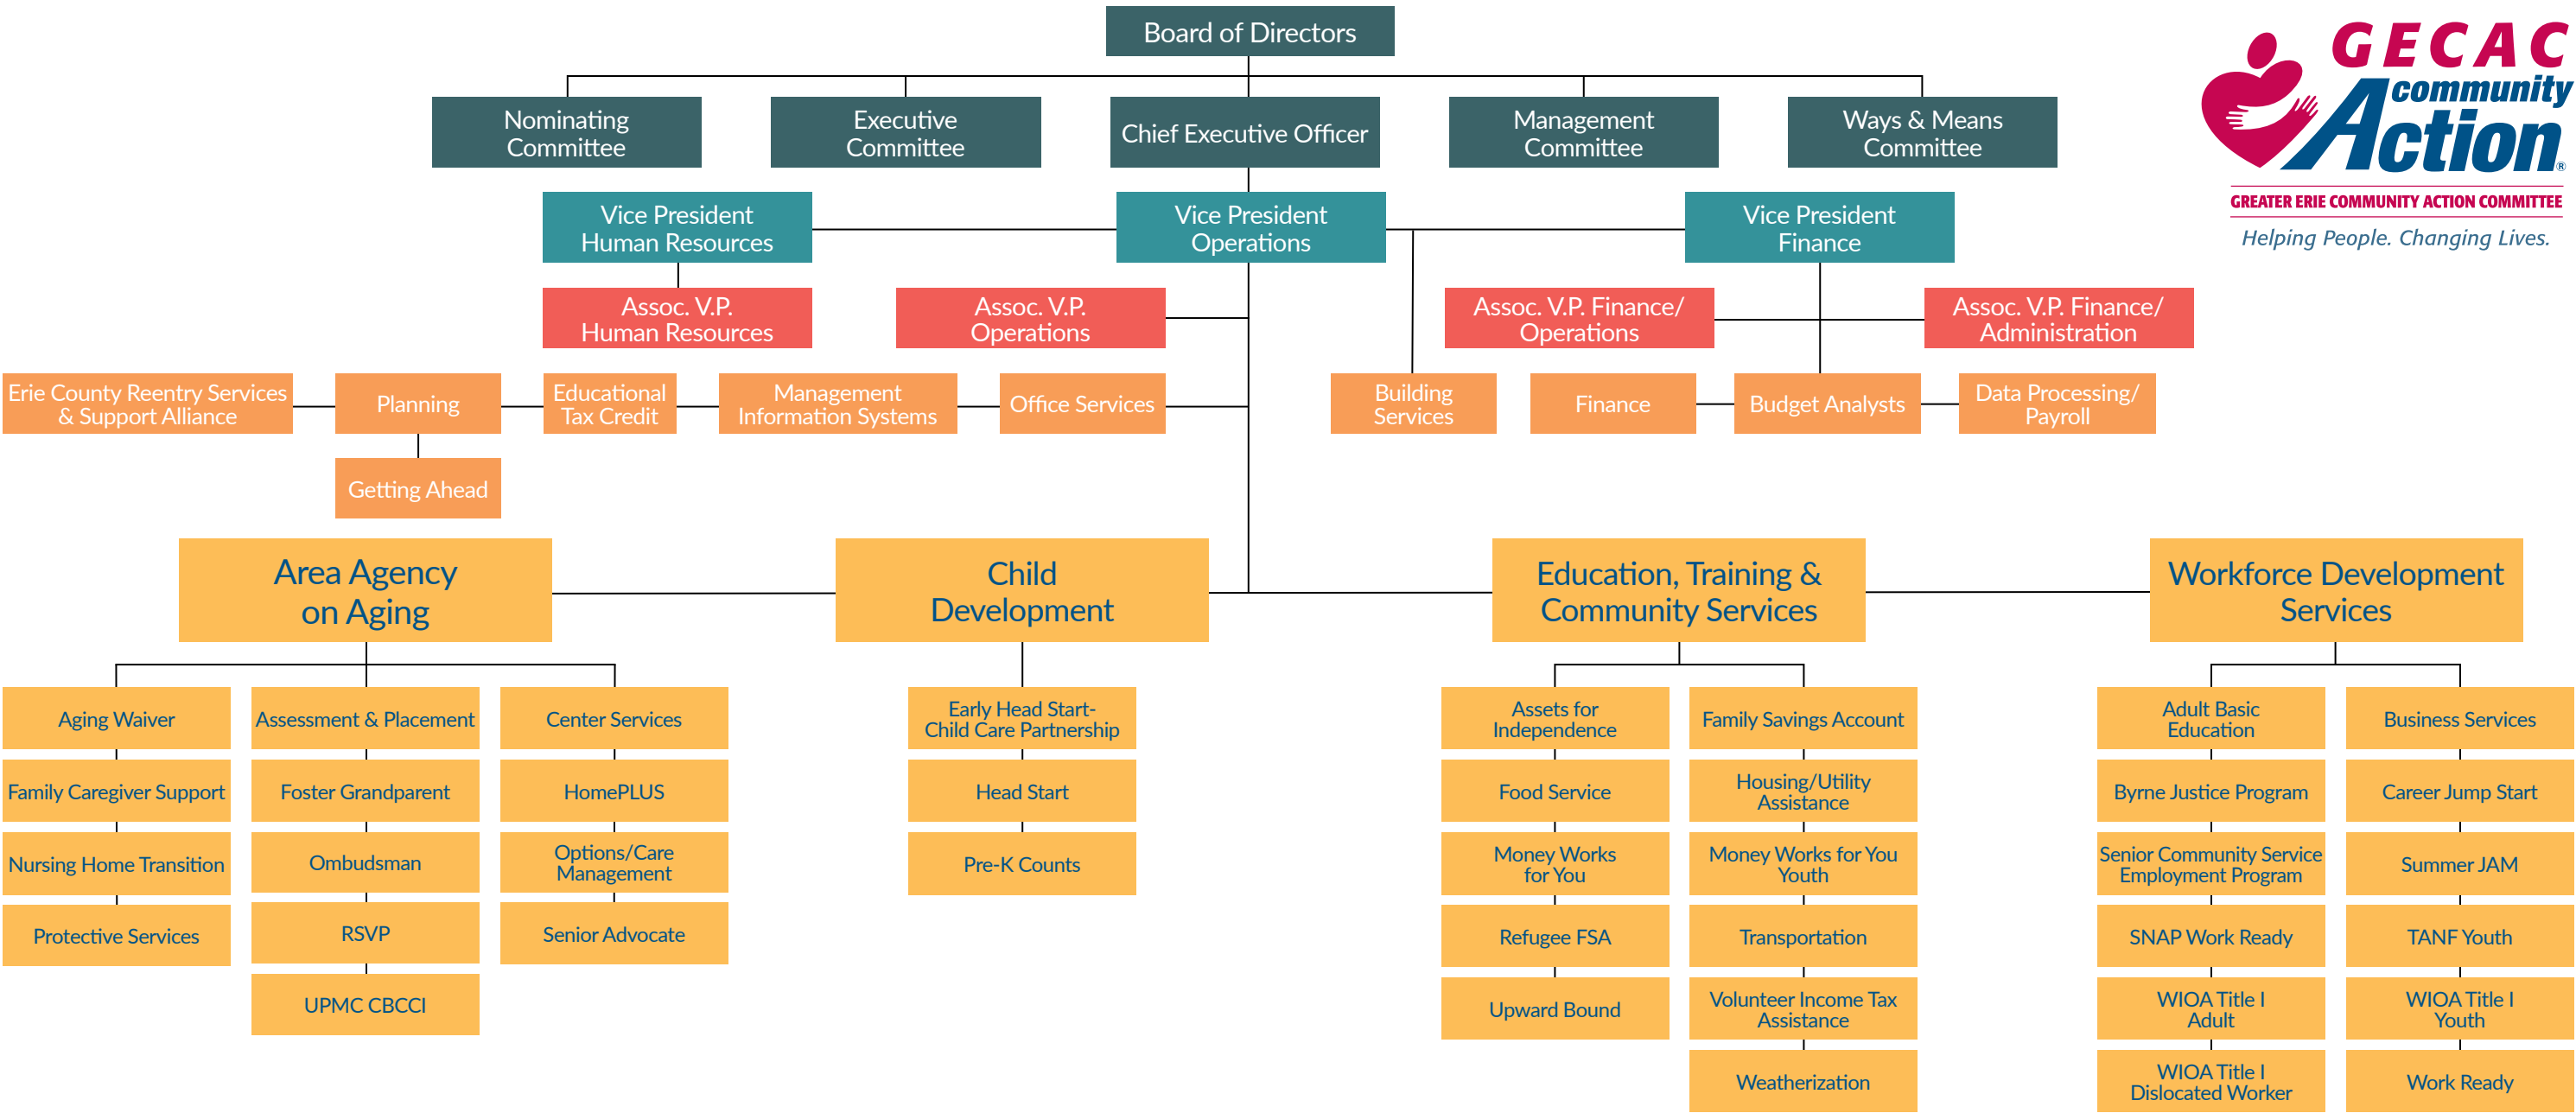 Board of Directors
GECAC
community
Action®
GREATER ERIE COMMUNITY ACTION COMMITTEE
Helping People. Changing Lives.
Nominating
Committee
Executive
Committee
Chief Executive Officer
Management
Committee
Ways & Means
Committee
Vice President
Human Resources
Vice President
Operations
Vice President
Finance
Assoc. V.P.
Human Resources
Assoc. V.P.
Operations
Assoc. V.P. Finance/
Operations
Assoc. V.P. Finance/
Administration
Erie County Reentry Services
& Support Alliance
Planning
Educational
Tax Credit
Management
Information Systems
Office Services
Building
Services
Finance
Budget Analysts
Data Processing/
Payroll
Getting Ahead
Area Agency
on Aging
Child
Development
Education, Training &
Community Services
Workforce Development
Services
Aging Waiver
Family Caregiver Support
Nursing Home Transition
Protective Services
Assessment & Placement
Foster Grandparent
Ombudsman
RSVP
UPMC CBCCI
Center Services
HomePLUS
Options/Care
Management
Senior Advocate
Early Head Start-
Child Care Partnership
Head Start
Pre-K Counts
Assets for
Independence
Food Service
Money Works
for You
Refugee FSA
Upward Bound
Family Savings Account
Housing/Utility
Assistance
Money Works for You
Youth
Transportation
Volunteer Income Tax
Assistance
Weatherization
Adult Basic
Education
Byrne Justice Program
Senior Community Service
Employment Program
SNAP Work Ready
WIOA Title I
Adult
WIOA Title I
Dislocated Worker
Business Services
Career Jump Start
Summer JAM
TANF Youth
WIOA Title I
Youth
Work Ready